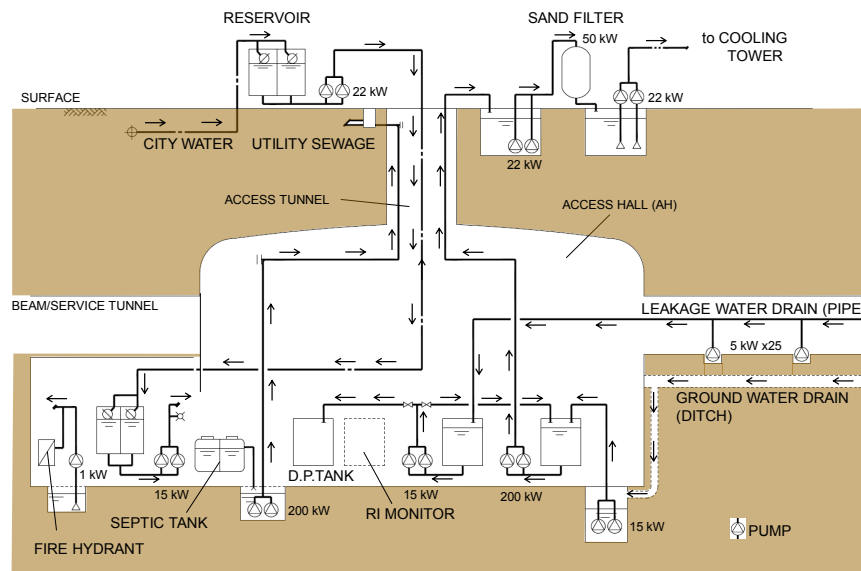 RESERVOIR
SAND FILTER
50 kW
to COOLING
TOWER
22 kW
22 kW
SURFACE
CITY WATER
UTILITY SEWAGE
22 kW
ACCESS TUNNEL
ACCESS HALL (AH)
BEAM/SERVICE TUNNEL
LEAKAGE WATER DRAIN (PIPE
5 kW x25
GROUND WATER DRAIN
(DITCH)
D.P.TANK
1 kW
15 kW
15 kW
200 kW
SEPTIC TANK
200 kW
RI MONITOR
15 kW
PUMP
FIRE HYDRANT